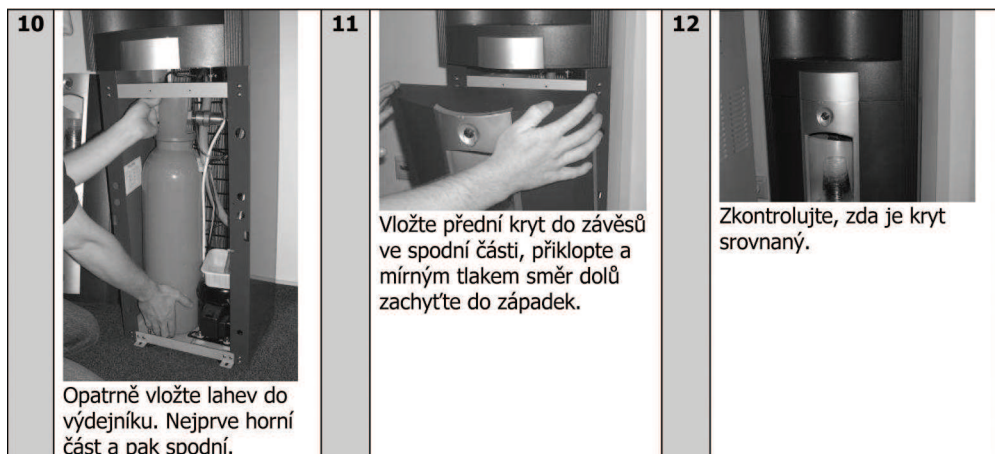 10
Opatrně vložte lahev do
výdejníku. Nejprve horní
část a pak spodní.
11
Vložte přední kryt do závěsů
ve spodní části, přiklopte a
mírným tlakem směr dolů
zachyťte do západek.
12
Zkontrolujte, zda je kryt
srovnaný.